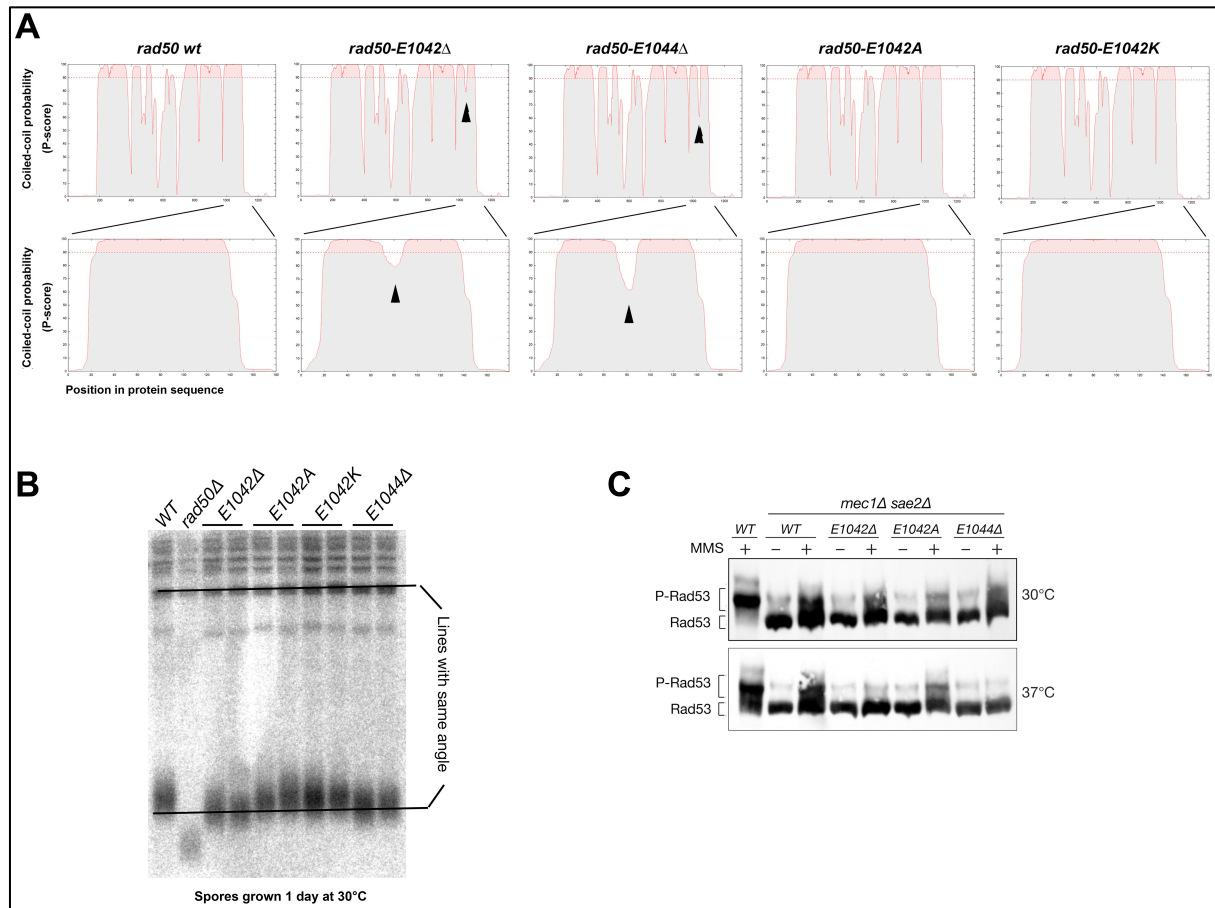 A
rad50 wt
rad50-E1042Δ
rad50-E1044Δ
rad50-E1042A
rad50-E1042K
Coiled-coil probability
(P-score)
Coiled-coil probability
(P-score)
Position in protein sequence
B
WT
rad50Δ
E1042Δ
E1042A
E1042K
E1044Δ
Lines with same angle
Spores grown 1 day at 30°C
C
mec1Δ sae2Δ
WT WT E1042Δ E1042A E1044Δ
MMS + – + – + – + – +
P-Rad53
Rad53
30°C
P-Rad53
Rad53
37°C